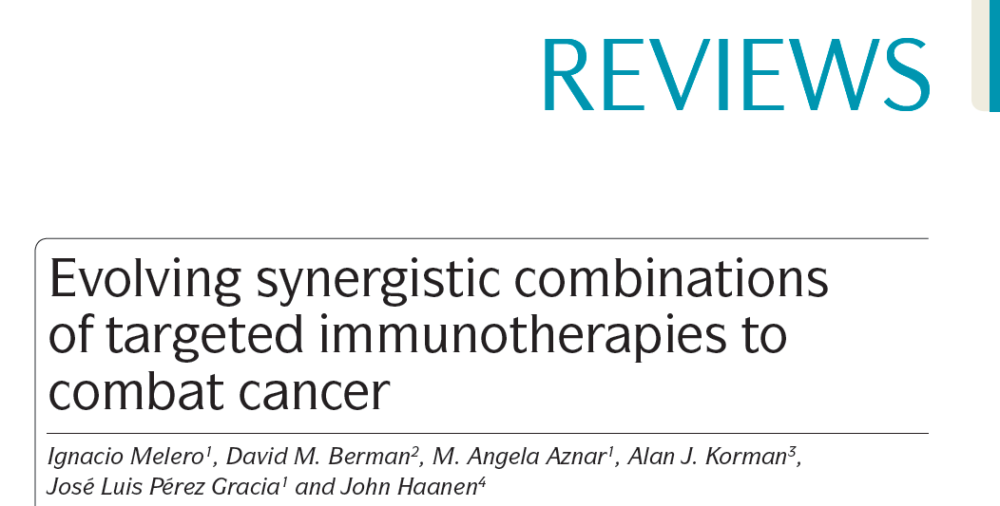 REVIEWS
Evolving synergistic combinations
of targeted immunotherapies to
combat cancer
Ignacio Melero¹, David M. Berman², M. Angela Aznar¹, Alan J. Korman³,
José Luis Pérez Gracia¹ and John Haanen⁴